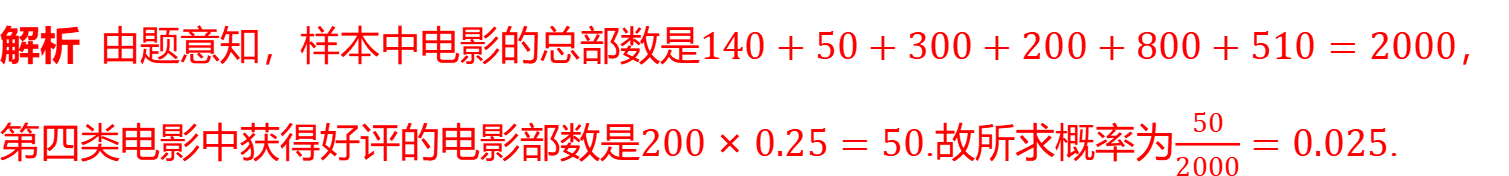 解析 由题意知，样本中电影的总部数是140 + 50 + 300 + 200 + 800 + 510 = 2000，
第四类电影中获得好评的电影部数是200 × 0.25 = 50.故所求概率为50/2000 = 0.025.